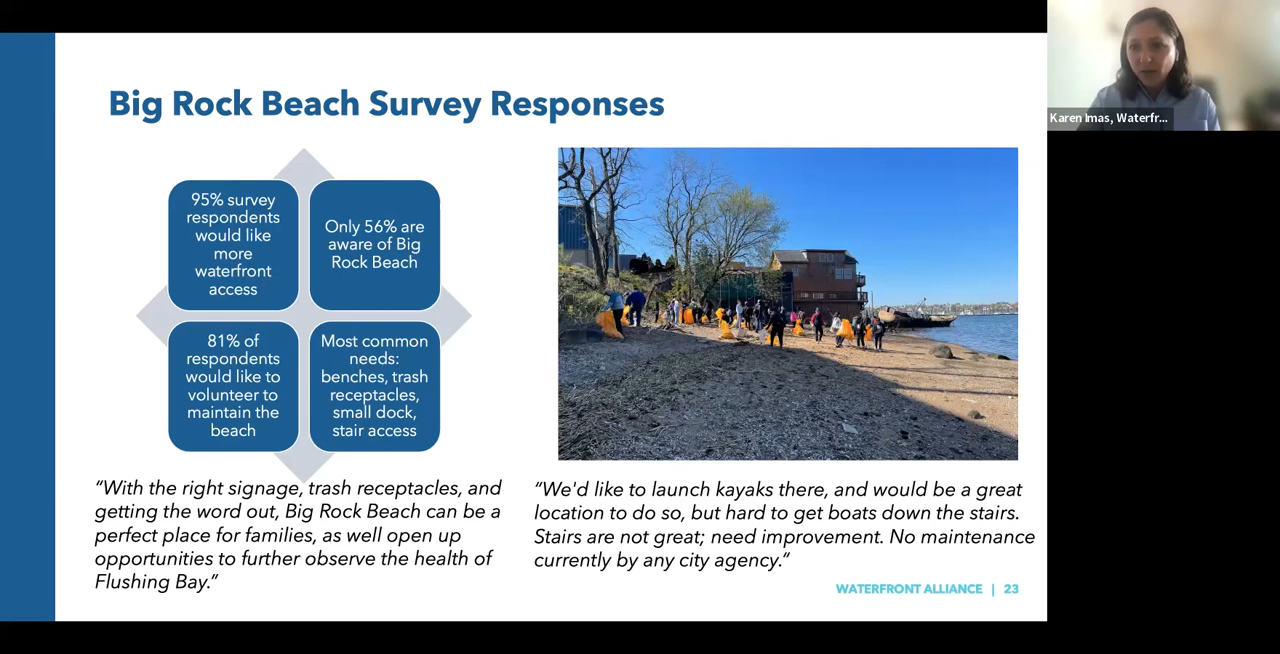 Big Rock Beach Survey Responses
95% survey
respondents
would like
more
waterfront
access
Only 56% are
aware of Big
Rock Beach
81% of
respondents
would like to
volunteer to
maintain the
beach
Most common
needs:
benches, trash
receptacles,
small dock,
stair access
“With the right signage, trash receptacles, and
getting the word out, Big Rock Beach can be a
perfect place for families, as well open up
opportunities to further observe the health of
Flushing Bay.”
“We'd like to launch kayaks there, and would be a great
location to do so, but hard to get boats down the stairs.
Stairs are not great; need improvement. No maintenance
currently by any city agency.”
WATERFRONT ALLIANCE | 23
Karen Imas, Waterfr...